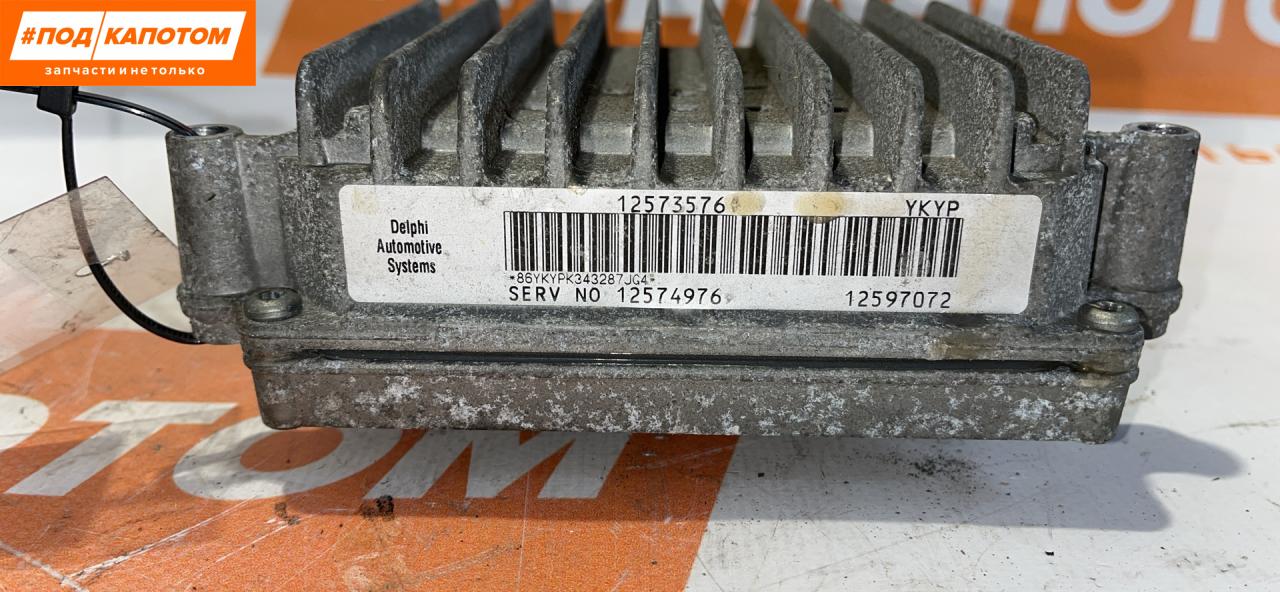 #ПОД КАПОТОМ
запчасти и не только
12573576 YKYP
Delphi
Automotive
Systems
*86YKYPK343287JG4*
SERV NO 12574976 12597072